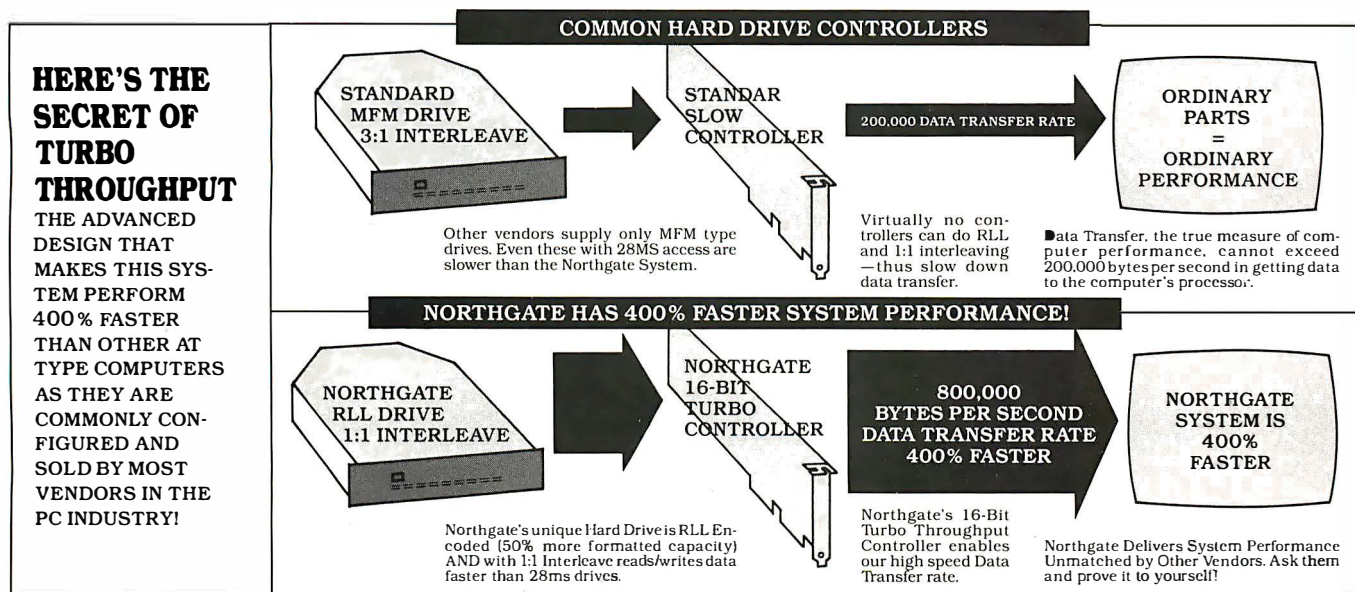 HERE'S THE
SECRET OF
TURBO
THROUGHPUT
THE ADVANCED
DESIGN THAT
MAKES THIS SYS-
TEM PERFORM
400% FASTER
THAN OTHER AT
TYPE COMPUTERS
AS THEY ARE
COMMONLY CON-
FIGURED AND
SOLD BY MOST
VENDORS IN THE
PC INDUSTRY!
COMMON HARD DRIVE CONTROLLERS
STANDARD
MFM DRIVE
3:1 INTERLEAVE
STANDAR
SLOW
CONTROLLER
200,000 DATA TRANSFER RATE
ORDINARY
PARTS
=
ORDINARY
PERFORMANCE
Other vendors supply only MFM type
drives. Even these with 28MS access are
slower than the Northgate System.
Virtually no con-
trollers can do RLL
and 1:1 interleaving
—thus slow down
data transfer.
Data Transfer, the true measure of com-
puter performance, cannot exceed
200.000 bytes per second in getting data
to the computer's processor.
NORTHGATE HAS 400% FASTER SYSTEM PERFORMANCE!
NORTHGATE
RLL DRIVE
1:1 INTERLEAVE
NORTHGATE
16-BIT
TURBO
CONTROLLER
800,000
BYTES PER SECOND
DATA TRANSFER RATE
400% FASTER
NORTHGATE
SYSTEM IS
400%
FASTER
Northgate's unique Hard Drive is RLL En-
coded (50% more formatted capacity)
AND with 1:1 Interleave reads/writes data
faster than 28ms drives.
Northgate's 16-Bit
Turbo Throughput
Controller enables
our high speed Data
Transfer rate.
Northgate Delivers System Performance
Unmatched by Other Vendors. Ask them
and prove it to yourself!